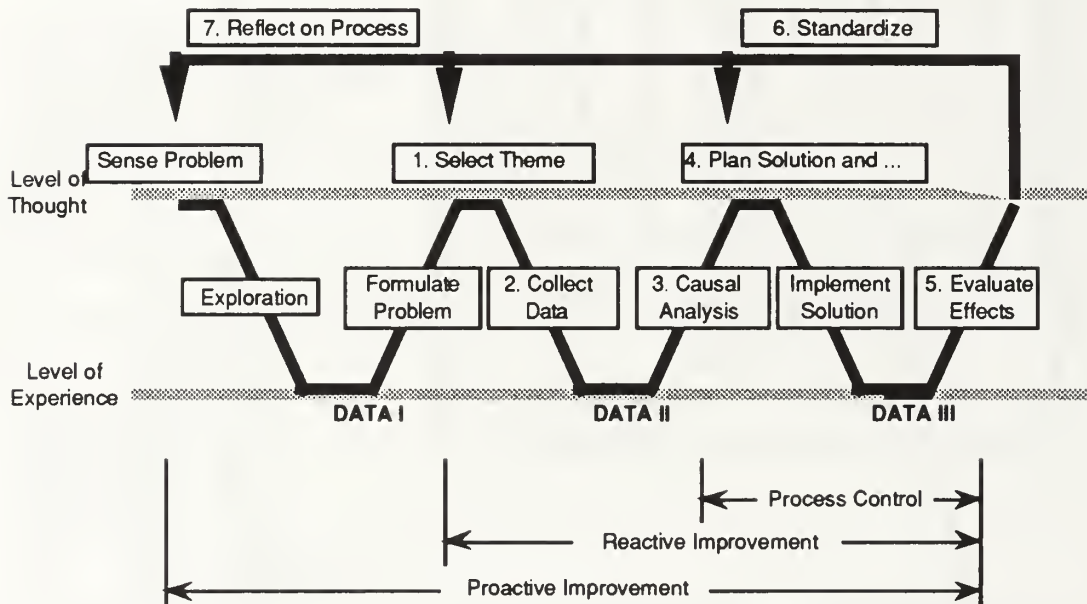 7. Reflect on Process
6. Standardize
Sense Problem
1. Select Theme
4. Plan Solution and ...
Level of
Thought
Exploration
Formulate
Problem
2. Collect
Data
3. Causal
Analysis
Implement
Solution
5. Evaluate
Effects
Level of
Experience
DATA I
DATA II
DATA III
Process Control
Reactive Improvement
Proactive Improvement